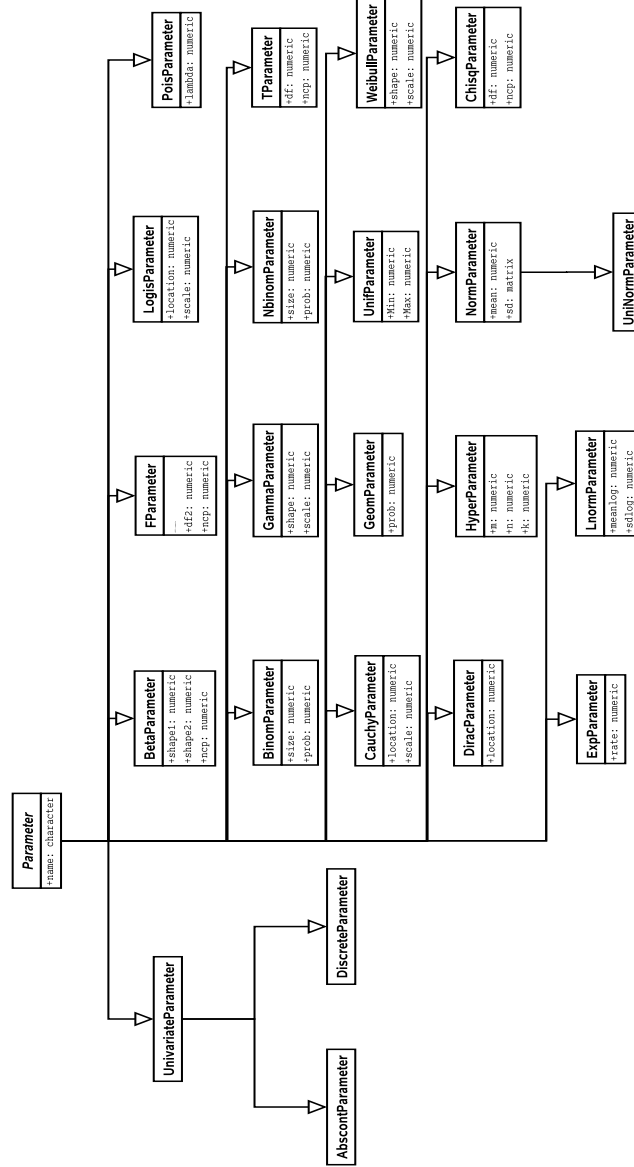 Parameter
+name: character
UnivariateParameter
AbscontParameter
DiscreteParameter
BetaParameter
+shape1: numeric
+shape2: numeric
+ncp: numeric
FParameter
+df2: numeric
+ncp: numeric
LogisParameter
+location: numeric
+scale: numeric
PoisParameter
+lambda: numeric
BinomParameter
+size: numeric
+prob: numeric
GammaParameter
+shape: numeric
+scale: numeric
NbinomParameter
+size: numeric
+prob: numeric
TParameter
+df: numeric
+ncp: numeric
CauchyParameter
+location: numeric
+scale: numeric
GeomParameter
+prob: numeric
UnifParameter
+Min: numeric
+Max: numeric
WeibullParameter
+shape: numeric
+scale: numeric
DiracParameter
+location: numeric
HyperParameter
+m: numeric
+n: numeric
+k: numeric
NormParameter
+mean: numeric
+sd: matrix
ChisqParameter
+df: numeric
+ncp: numeric
ExpParameter
+rate: numeric
LnormParameter
+meanlog: numeric
+sdlog: numeric
UniNormParameter